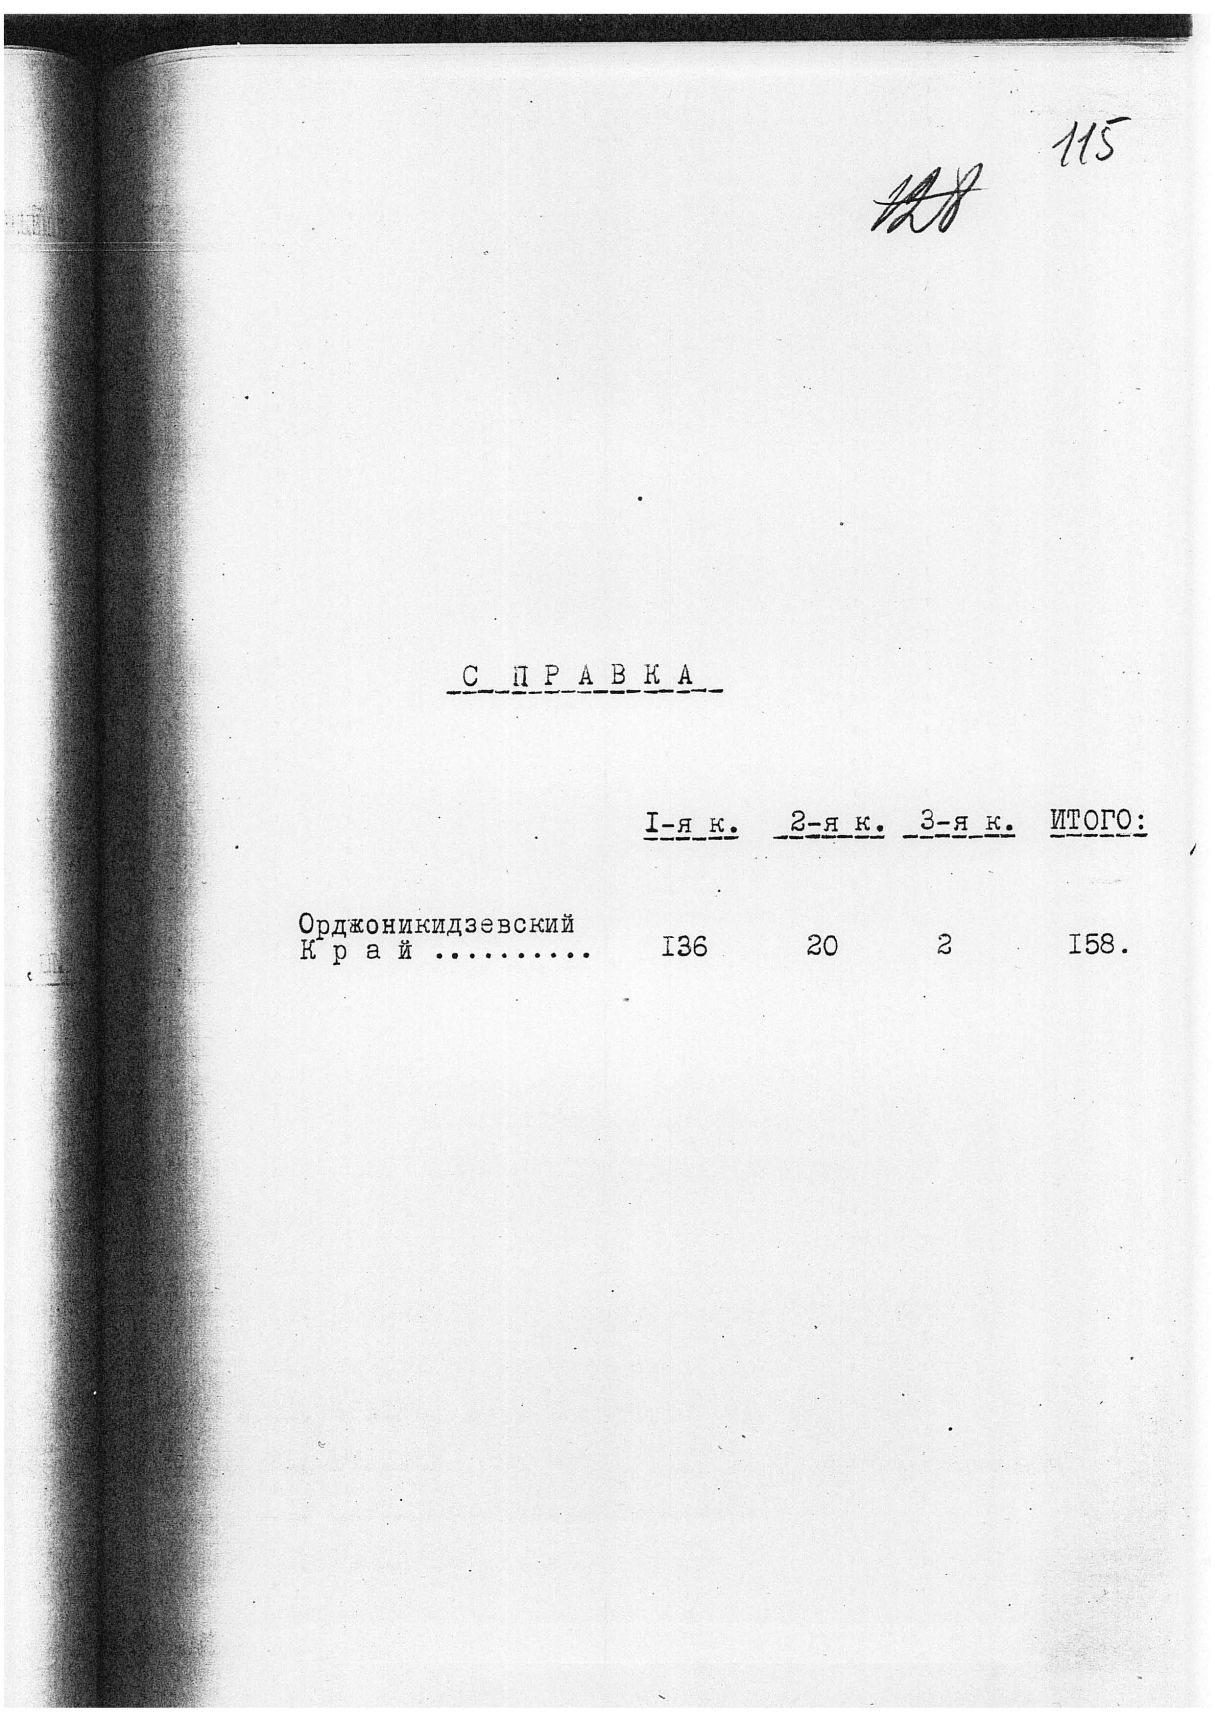 115
128
С П Р А В К А
I-я к. 2-я к. 3-я к. ИТОГО:
Орджоникидзевский
К р а й .......... I36 20 2 I58.